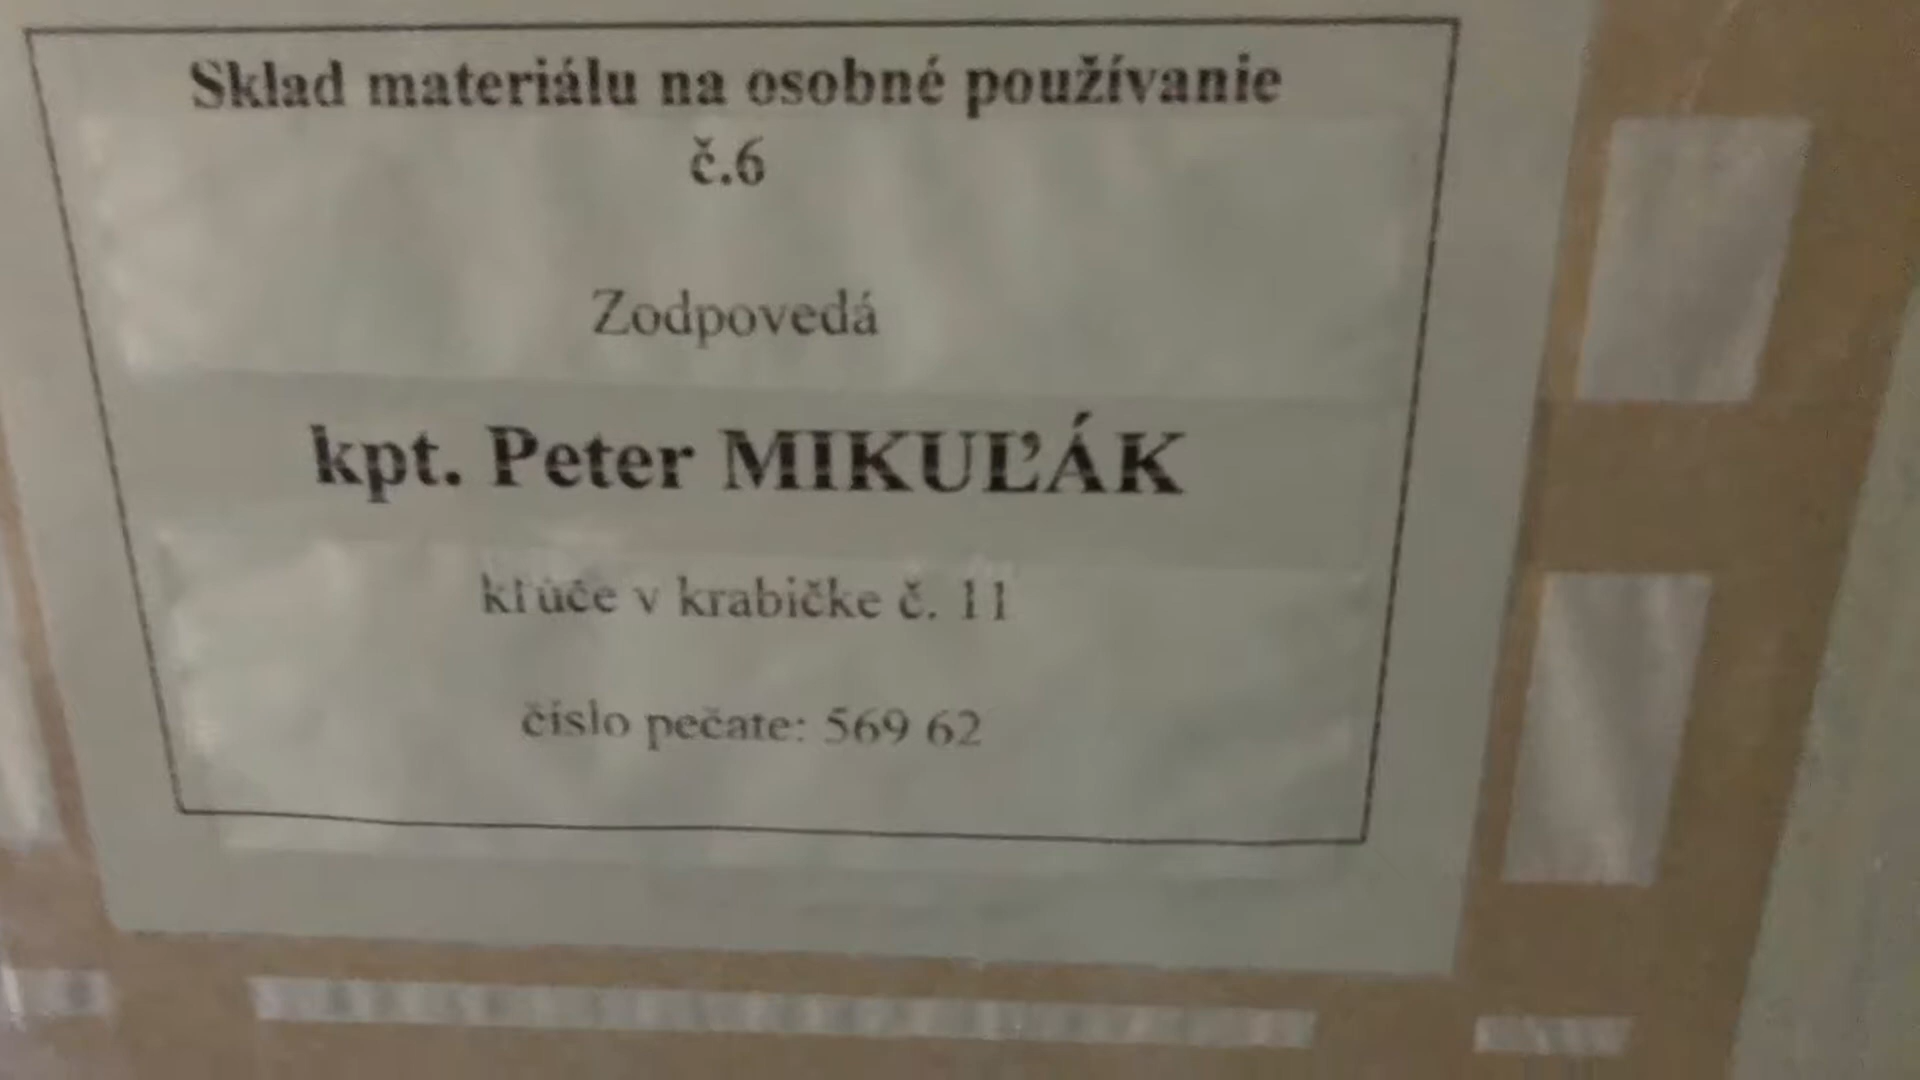 Sklad materiálu na osobné používanie
č.6
Zodpovedá
kpt. Peter MIKUĽÁK
kľúče v krabičke č. 11
číslo pečate: 569 62